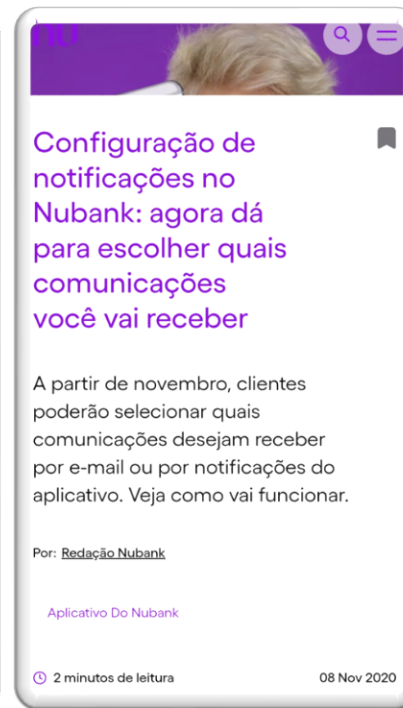 nu
Configuração de
notificações no
Nubank: agora dá
para escolher quais
comunicações
você vai receber
A partir de novembro, clientes
poderão selecionar quais
comunicações desejam receber
por e-mail ou por notificações do
aplicativo. Veja como vai funcionar.
Por: Redação Nubank
Aplicativo Do Nubank
2 minutos de leitura 08 Nov 2020